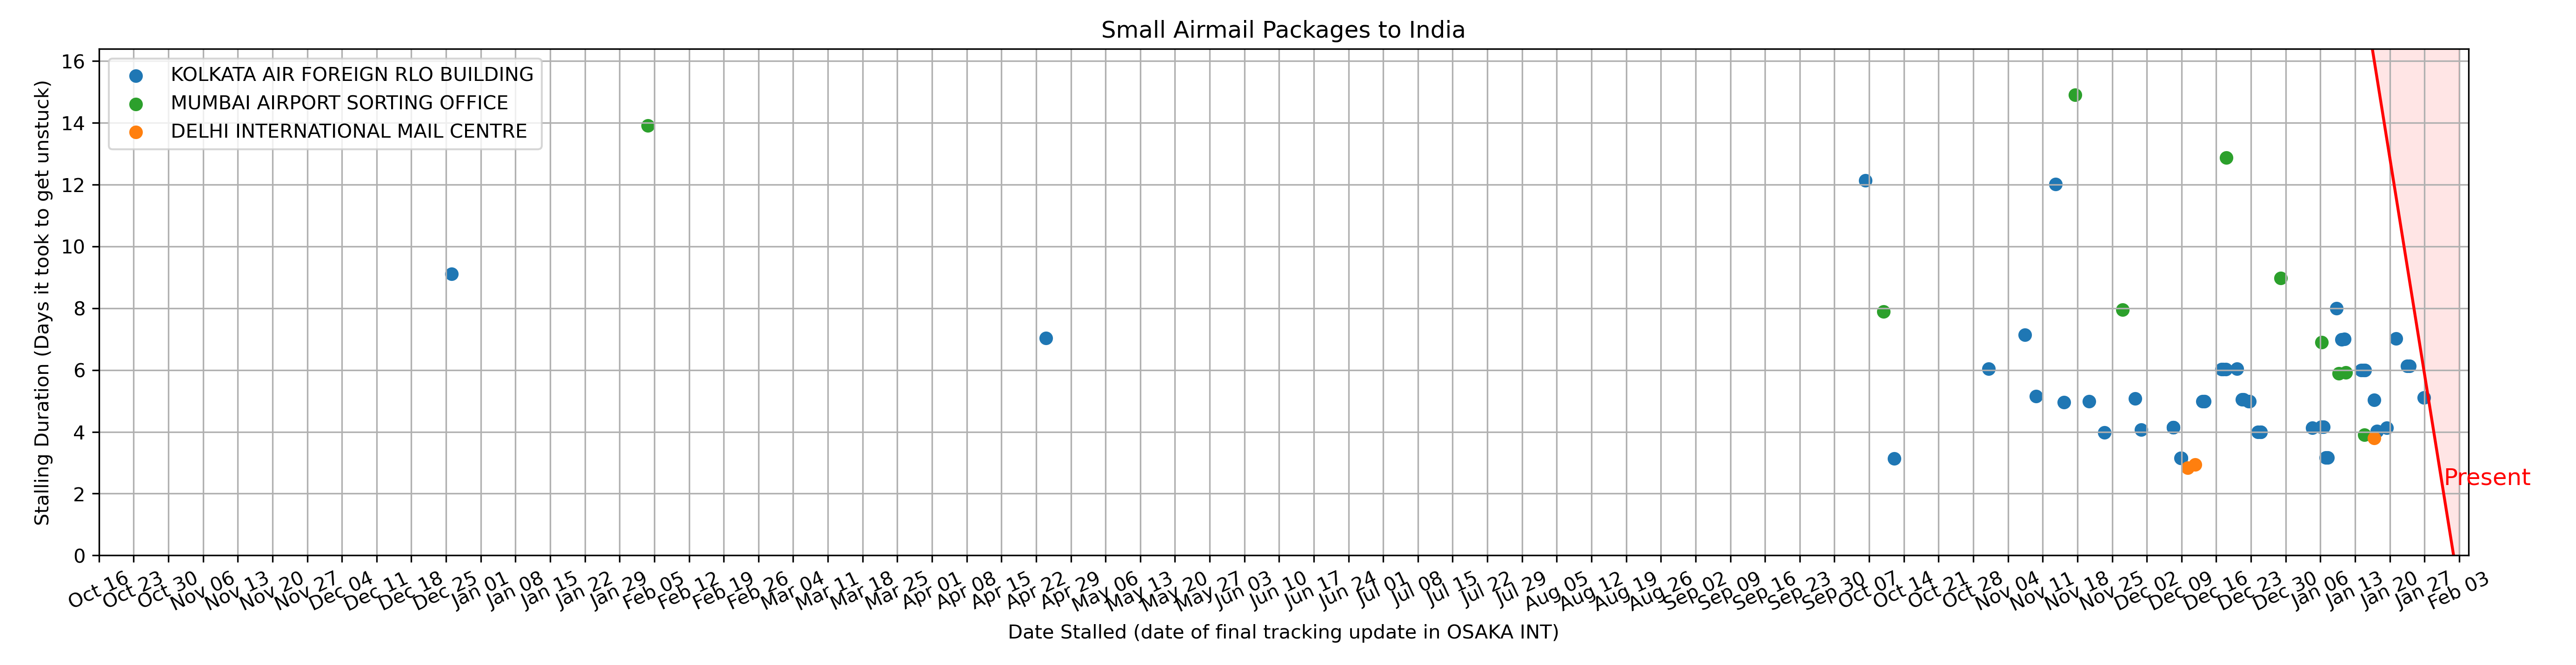 Small Airmail Packages to India
KOLKATA AIR FOREIGN RLO BUILDING
MUMBAI AIRPORT SORTING OFFICE
DELHI INTERNATIONAL MAIL CENTRE
Stalling Duration (Days it took to get unstuck)
16
14
12
10
8
6
4
2
0
Present
Oct 16
Oct 23
Oct 30
Nov 06
Nov 13
Nov 20
Nov 27
Dec 04
Dec 11
Dec 18
Dec 25
Jan 01
Jan 08
Jan 15
Jan 22
Jan 29
Feb 05
Feb 12
Feb 19
Feb 26
Mar 04
Mar 11
Mar 18
Mar 25
Apr 01
Apr 08
Apr 15
Apr 22
Apr 29
May 06
May 13
May 20
May 27
Jun 03
Jun 10
Jun 17
Jun 24
Jul 01
Jul 08
Jul 15
Jul 22
Jul 29
Aug 05
Aug 12
Aug 19
Aug 26
Sep 02
Sep 09
Sep 16
Sep 23
Sep 30
Oct 07
Oct 14
Oct 21
Oct 28
Nov 04
Nov 11
Nov 18
Nov 25
Dec 02
Dec 09
Dec 16
Dec 23
Dec 30
Jan 06
Jan 13
Jan 20
Jan 27
Feb 03
Date Stalled (date of final tracking update in OSAKA INT)